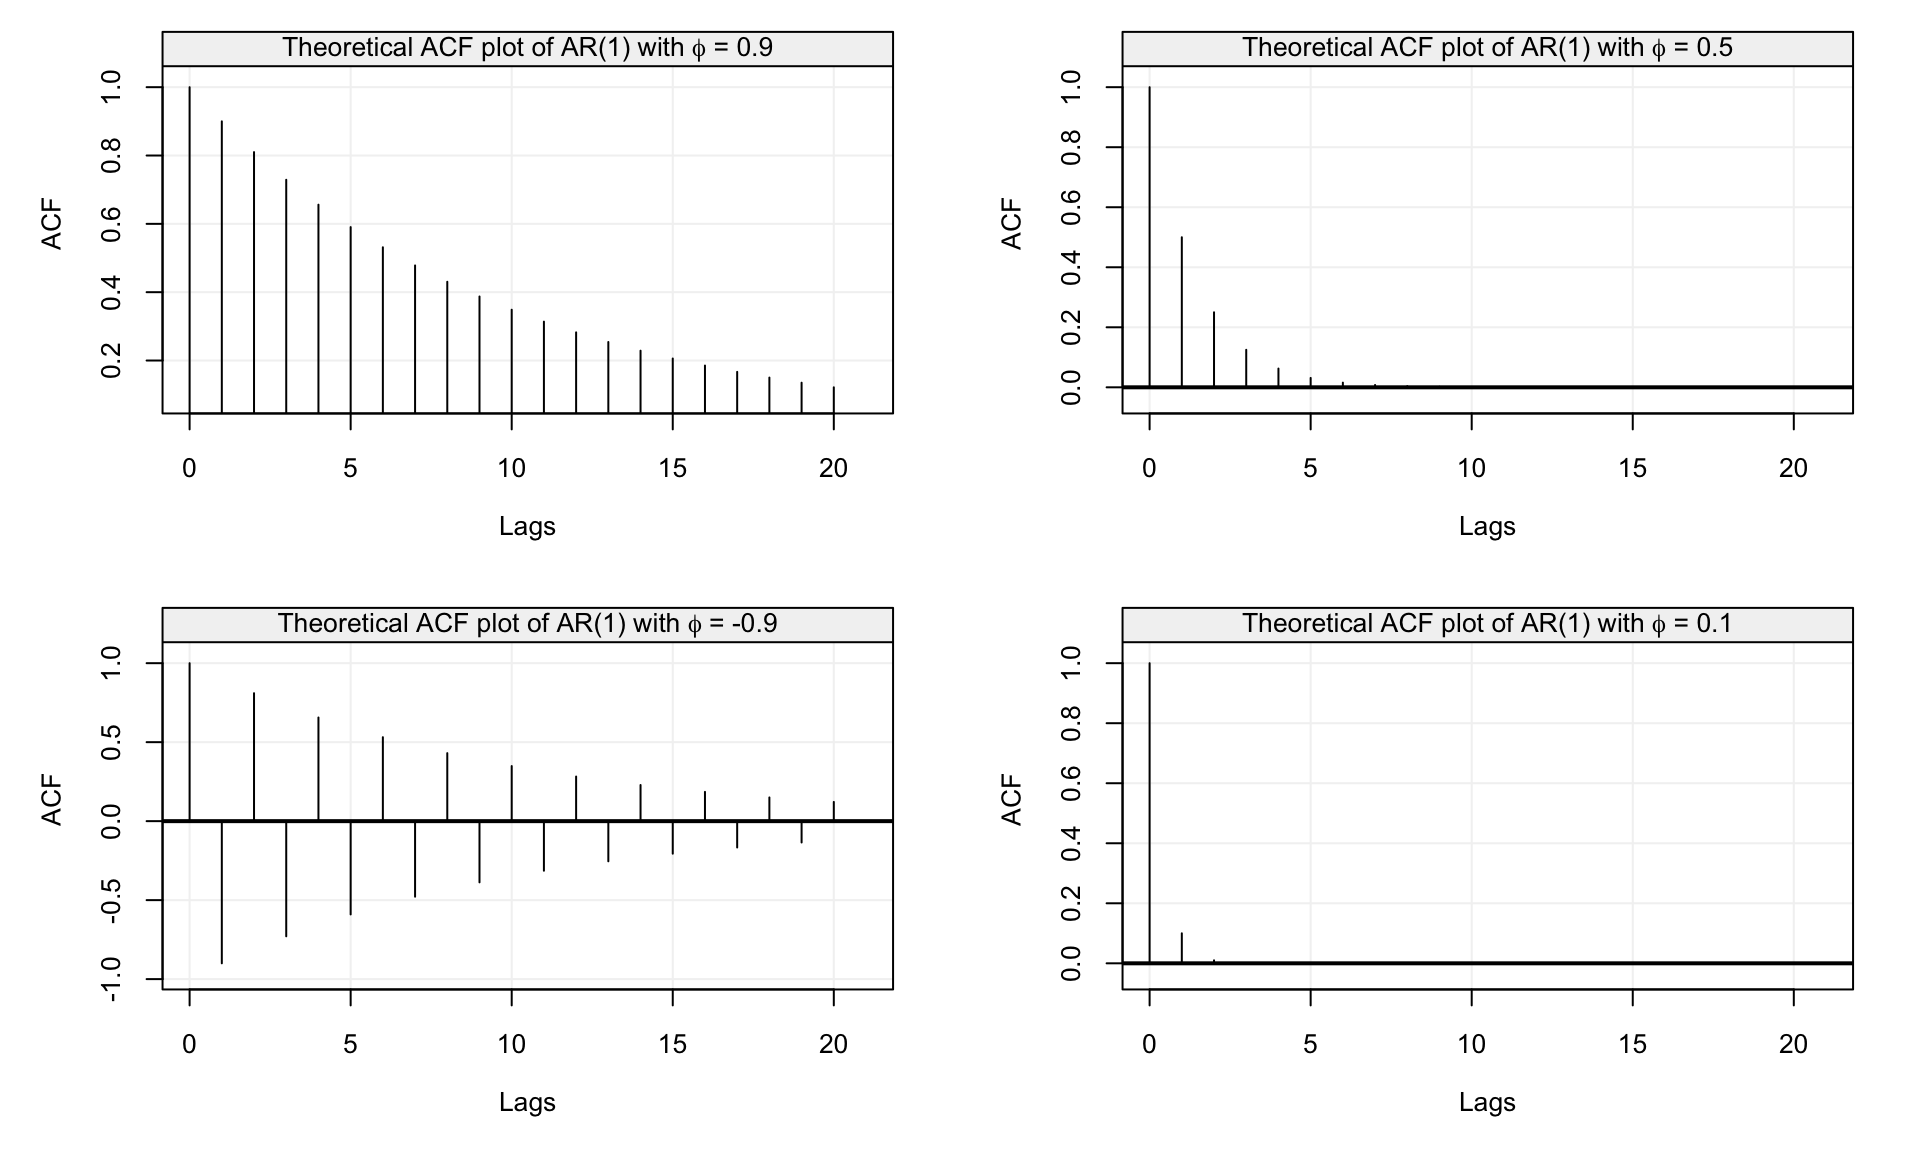 Theoretical ACF plot of AR(1) with ϕ = 0.9
ACF
1.0
0.8
0.6
0.4
0.2
0 5 10 15 20
Lags
Theoretical ACF plot of AR(1) with ϕ = 0.5
ACF
1.0
0.8
0.6
0.4
0.2
0.0
0 5 10 15 20
Lags
Theoretical ACF plot of AR(1) with ϕ = -0.9
ACF
1.0
0.5
0.0
-0.5
-1.0
0 5 10 15 20
Lags
Theoretical ACF plot of AR(1) with ϕ = 0.1
ACF
1.0
0.8
0.6
0.4
0.2
0.0
0 5 10 15 20
Lags